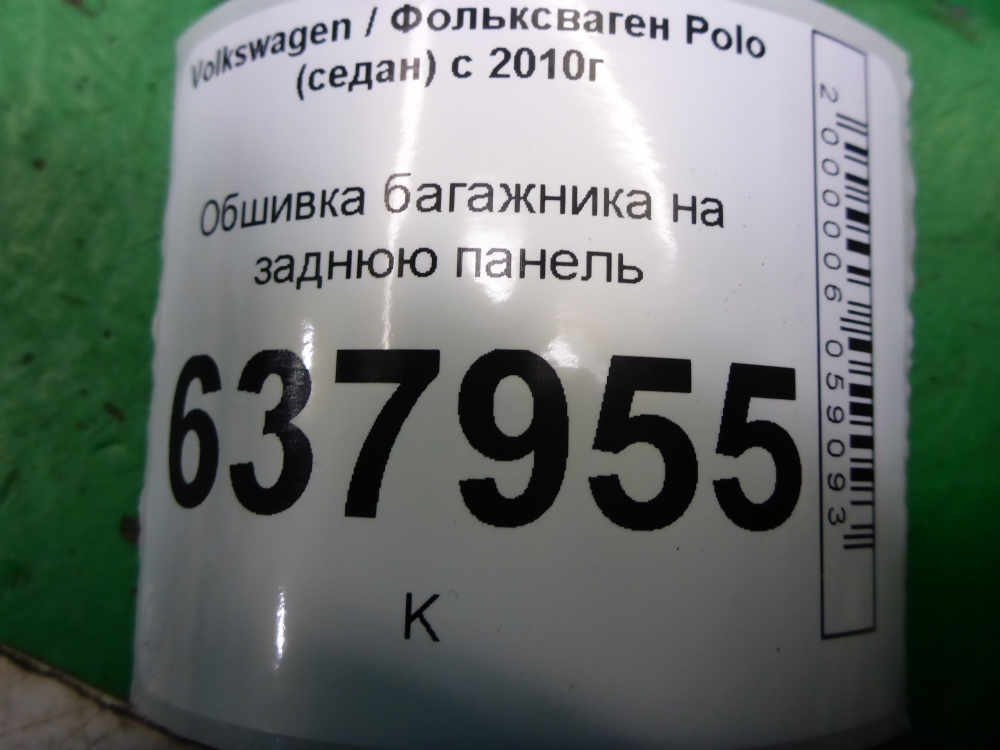 Volkswagen / Фольксваген Polo
(седан) с 2010г
Обшивка багажника на
заднюю панель
637955
К
2000006059093